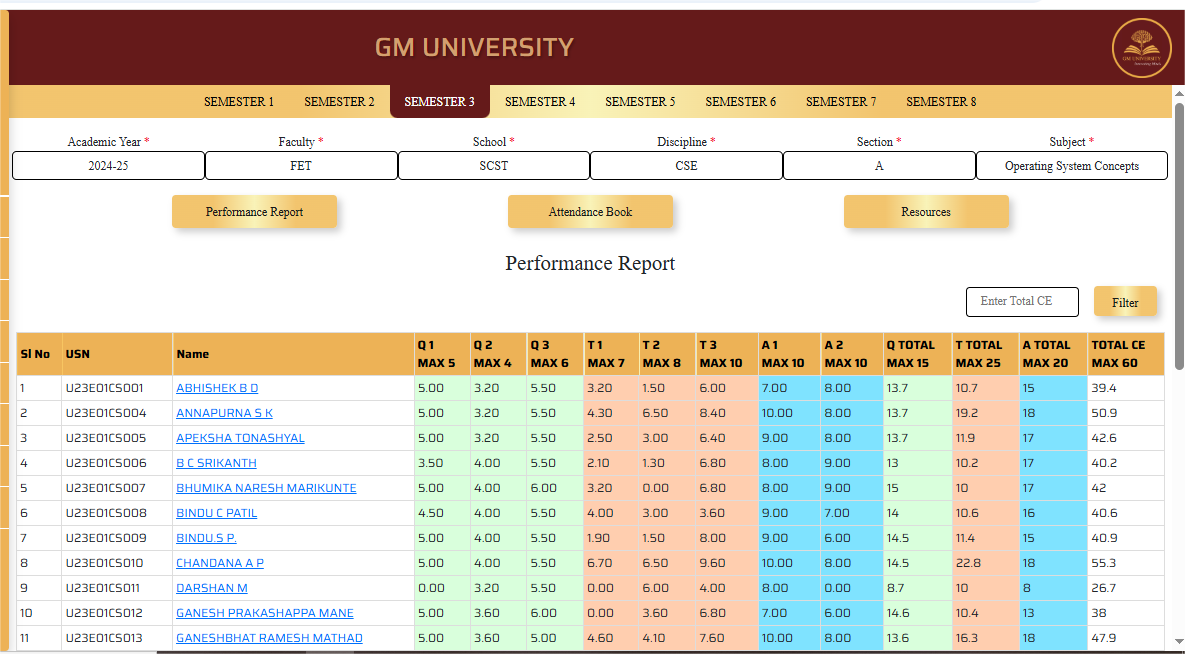 GM UNIVERSITY
GM UNIVERSITY
SEMESTER 1 SEMESTER 2 SEMESTER 3 SEMESTER 4 SEMESTER 5 SEMESTER 6 SEMESTER 7 SEMESTER 8
Academic Year * Faculty * School * Discipline * Section * Subject *
2024-25 FET SCST CSE A Operating System Concepts
Performance Report Attendance Book Resources
Performance Report
Enter Total CE Filter
Sl No USN Name Q 1 MAX 5 Q 2 MAX 4 Q 3 MAX 6 T 1 MAX 7 T 2 MAX 8 T 3 MAX 10 A 1 MAX 10 A 2 MAX 10 Q TOTAL MAX 15 T TOTAL MAX 25 A TOTAL MAX 20 TOTAL CE MAX 60
1 U23E01CS001 ABHISHEK B D 5.00 3.20 5.50 3.20 1.50 6.00 7.00 8.00 13.7 10.7 15 39.4
2 U23E01CS004 ANNAPURNA S K 5.00 3.20 5.50 4.30 6.50 8.40 10.00 8.00 13.7 19.2 18 50.9
3 U23E01CS005 APEKSHA TONASHYAL 5.00 3.20 5.50 2.50 3.00 6.40 9.00 8.00 13.7 11.9 17 42.6
4 U23E01CS006 B C SRIKANTH 3.50 4.00 5.50 2.10 1.30 6.80 8.00 9.00 13 10.2 17 40.2
5 U23E01CS007 BHUMIKA NARESH MARIKUNTE 5.00 4.00 6.00 3.20 0.00 6.80 8.00 9.00 15 10 17 42
6 U23E01CS008 BINDU C PATIL 4.50 4.00 5.50 4.00 3.00 3.60 9.00 7.00 14 10.6 16 40.6
7 U23E01CS009 BINDU.S P. 5.00 4.00 5.50 1.90 1.50 8.00 9.00 6.00 14.5 11.4 15 40.9
8 U23E01CS010 CHANDANA A P 5.00 4.00 5.50 6.70 6.50 9.60 10.00 8.00 14.5 22.8 18 55.3
9 U23E01CS011 DARSHAN M 0.00 3.20 5.50 0.00 6.00 4.00 8.00 0.00 8.7 10 8 26.7
10 U23E01CS012 GANESH PRAKASHAPPA MANE 5.00 3.60 6.00 0.00 3.60 6.80 7.00 6.00 14.6 10.4 13 38
11 U23E01CS013 GANESHBHAT RAMESH MATHAD 5.00 3.60 5.00 4.60 4.10 7.60 10.00 8.00 13.6 16.3 18 47.9